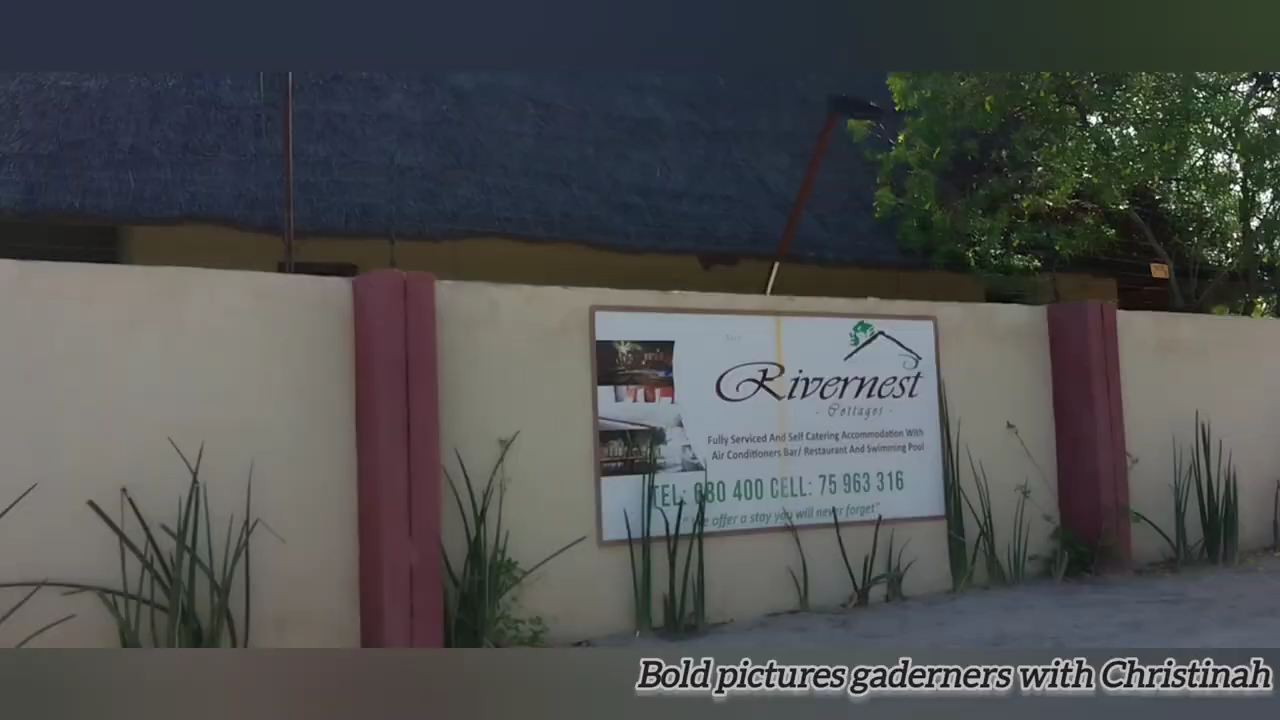 Rivernest
- Cottages -
Fully Serviced And Self Catering Accommodation With
Air Conditioners Bar/ Restaurant And Swimming Pool
TEL: 680 400 CELL: 75 963 316
"We offer a stay you will never forget"
Bold pictures gaderners with Christinah